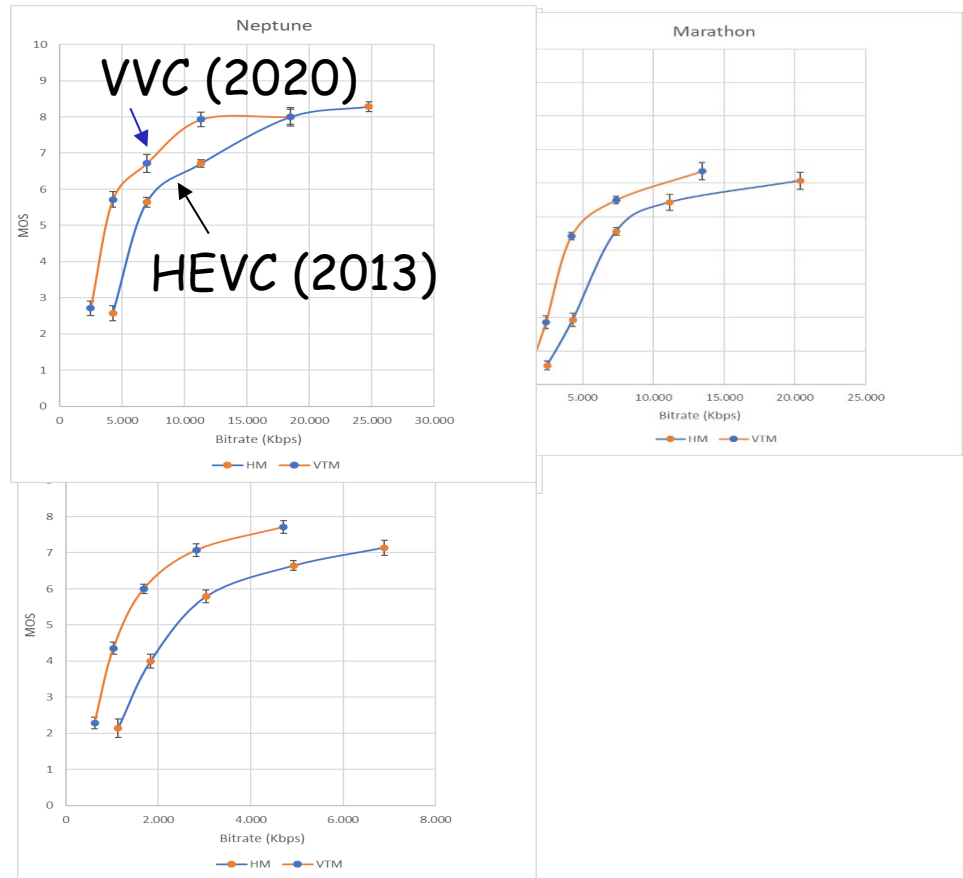 Neptune
10
9
8
7
6
5
4
3
2
1
0
MOS
VVC (2020)
HEVC (2013)
0 5.000 10.000 15.000 20.000 25.000 30.000
Bitrate (Kbps)
HM VTM
Marathon
5.000 10.000 15.000 20.000 25.000
Bitrate (Kbps)
HM VTM
8
7
6
5
4
3
2
1
0
MOS
0 2.000 4.000 6.000 8.000
Bitrate (Kbps)
HM VTM